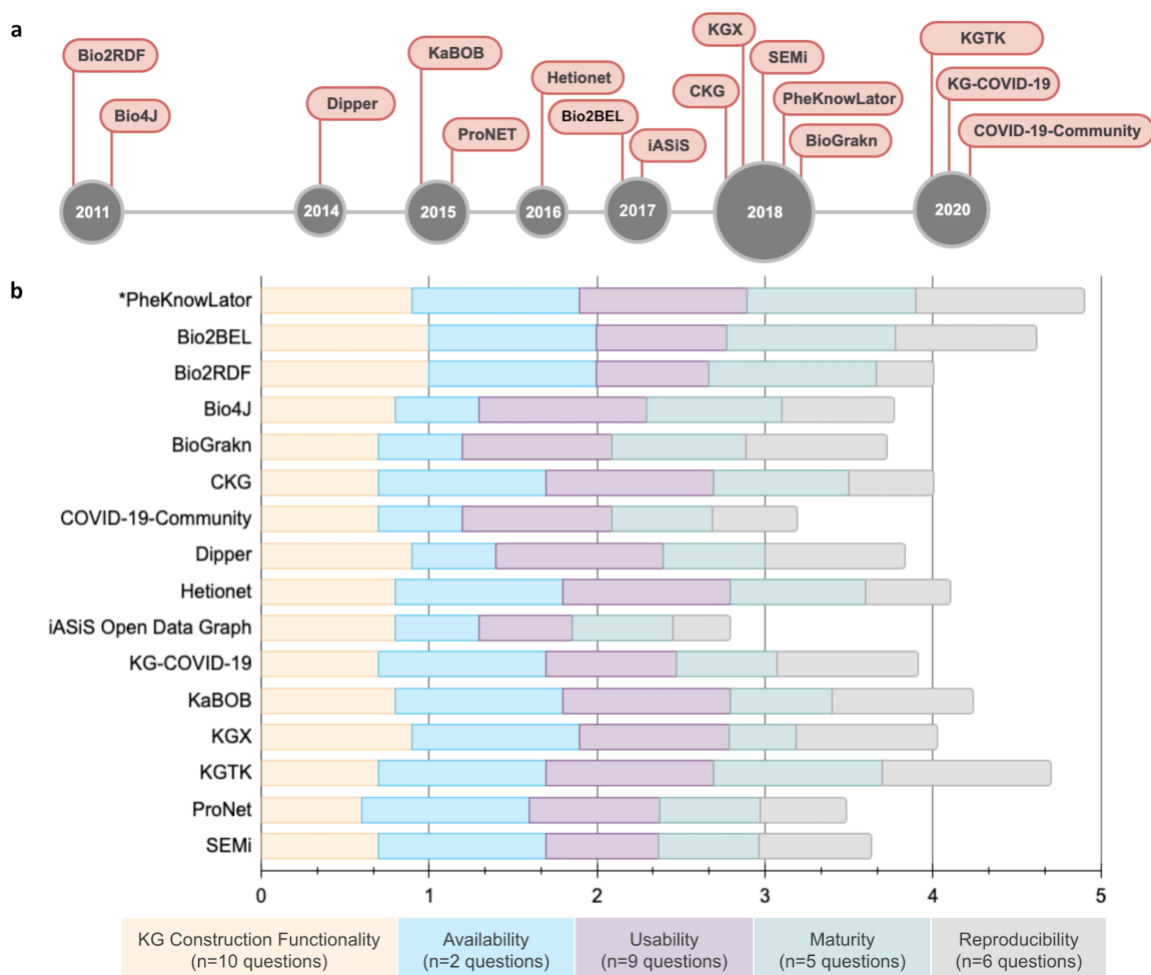 a
Bio2RDF
Bio4J
Dipper
KaBOB
ProNET
Hetionet
Bio2BEL
iASiS
CKG
KGX
SEMi
PheKnowLator
BioGrakn
KGTK
KG-COVID-19
COVID-19-Community
2011
2014
2015
2016
2017
2018
2020
b
*PheKnowLator
Bio2BEL
Bio2RDF
Bio4J
BioGrakn
CKG
COVID-19-Community
Dipper
Hetionet
iASiS Open Data Graph
KG-COVID-19
KaBOB
KGX
KGTK
ProNet
SEMi
0 1 2 3 4 5
KG Construction Functionality
(n=10 questions)
Availability
(n=2 questions)
Usability
(n=9 questions)
Maturity
(n=5 questions)
Reproducibility
(n=6 questions)